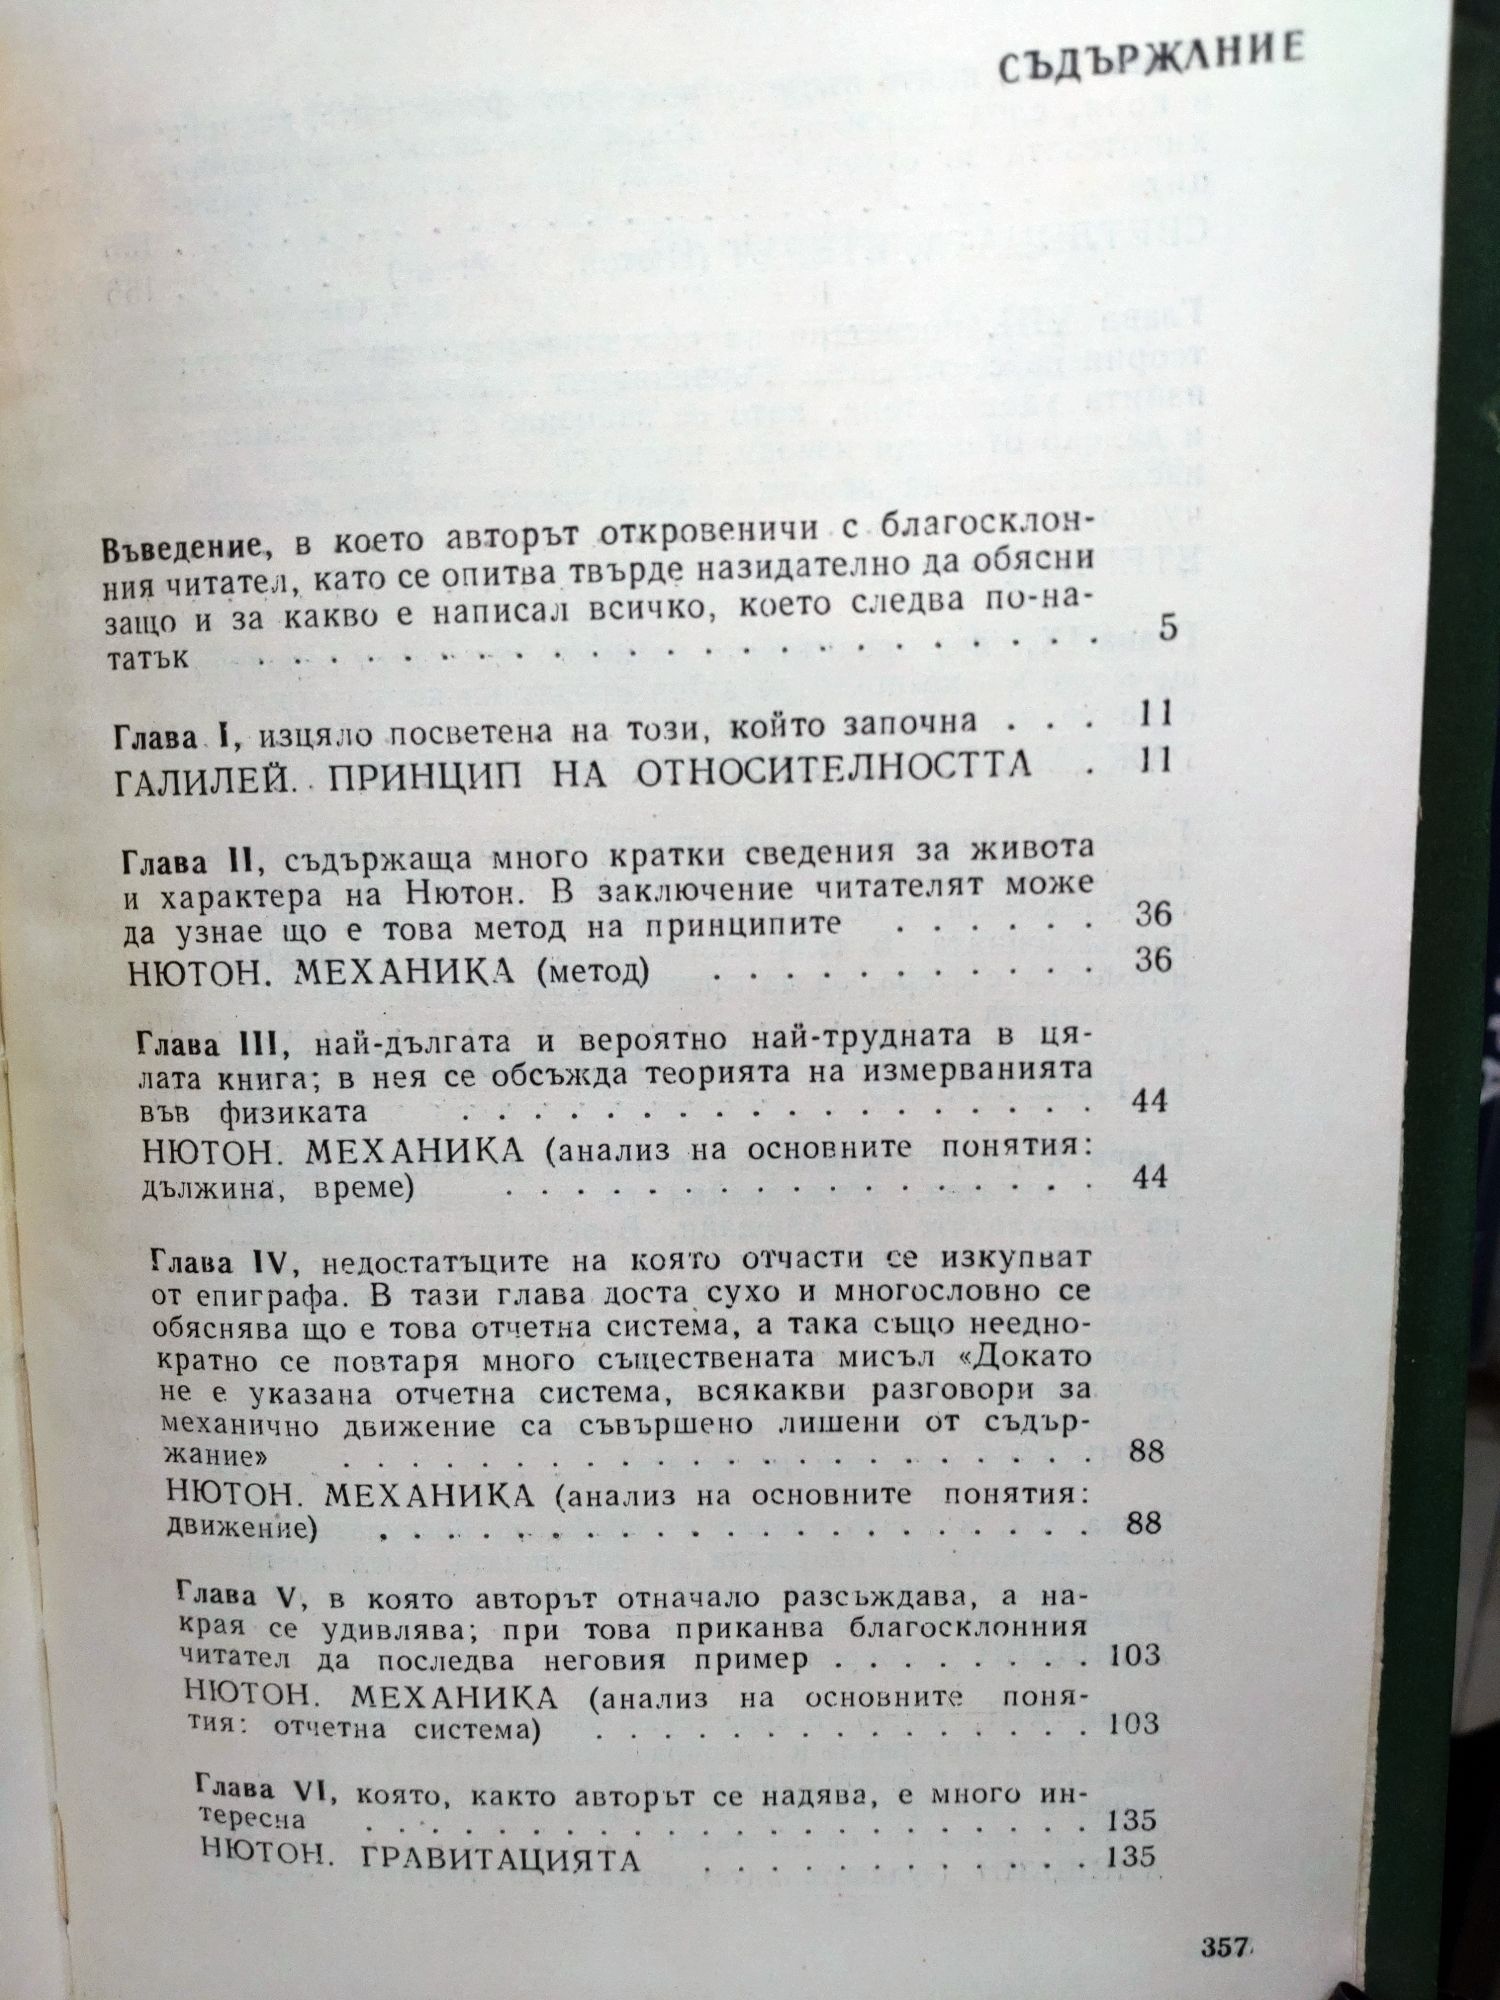 СЪДЪРЖАНИЕ
Въведение, в което авторът откровеничи с благосклон-
ния читател, като се опитва твърде назидателно да обясни
защо и за какво е написал всичко, което следва по-на-
татък . . . . . . . . . . . . . . . . . . . . 5
Глава I, изцяло посветена на този, който започна . . . 11
ГАЛИЛЕЙ. ПРИНЦИП НА ОТНОСИТЕЛНОСТТА . 11
Глава II, съдържаща много кратки сведения за живота
и характера на Нютон. В заключение читателят може
да узнае що е това метод на принципите . . . . . . 36
НЮТОН. МЕХАНИКА (метод) . . . . . . . . . . . . 36
Глава III, най-дългата и вероятно най-трудната в ця-
лата книга; в нея се обсъжда теорията на измерванията
във физиката . . . . . . . . . . . . . . . . . . 44
НЮТОН. МЕХАНИКА (анализ на основните понятия:
дължина, време) . . . . . . . . . . . . . . . . . 44
Глава IV, недостатъците на която отчасти се изкупват
от епиграфа. В тази глава доста сухо и многословно се
обяснява що е това отчетна система, а така също неедно-
кратно се повтаря много съществената мисъл «Докато
не е указана отчетна система, всякакви разговори за
механично движение са съвършено лишени от съдър-
жание» . . . . . . . . . . . . . . . . . . . . . 88
НЮТОН. МЕХАНИКА (анализ на основните понятия:
движение) . . . . . . . . . . . . . . . . . . . . 88
Глава V, в която авторът отначало разсъждава, а на-
края се удивлява; при това приканва благосклонния
читател да последва неговия пример . . . . . . . . 103
НЮТОН. МЕХАНИКА (анализ на основните поня-
тия: отчетна система) . . . . . . . . . . . . . . . 103
Глава VI, която, както авторът се надява, е много ин-
тересна . . . . . . . . . . . . . . . . . . . . . 135
НЮТОН. ГРАВИТАЦИЯТА . . . . . . . . . . . . 135
357